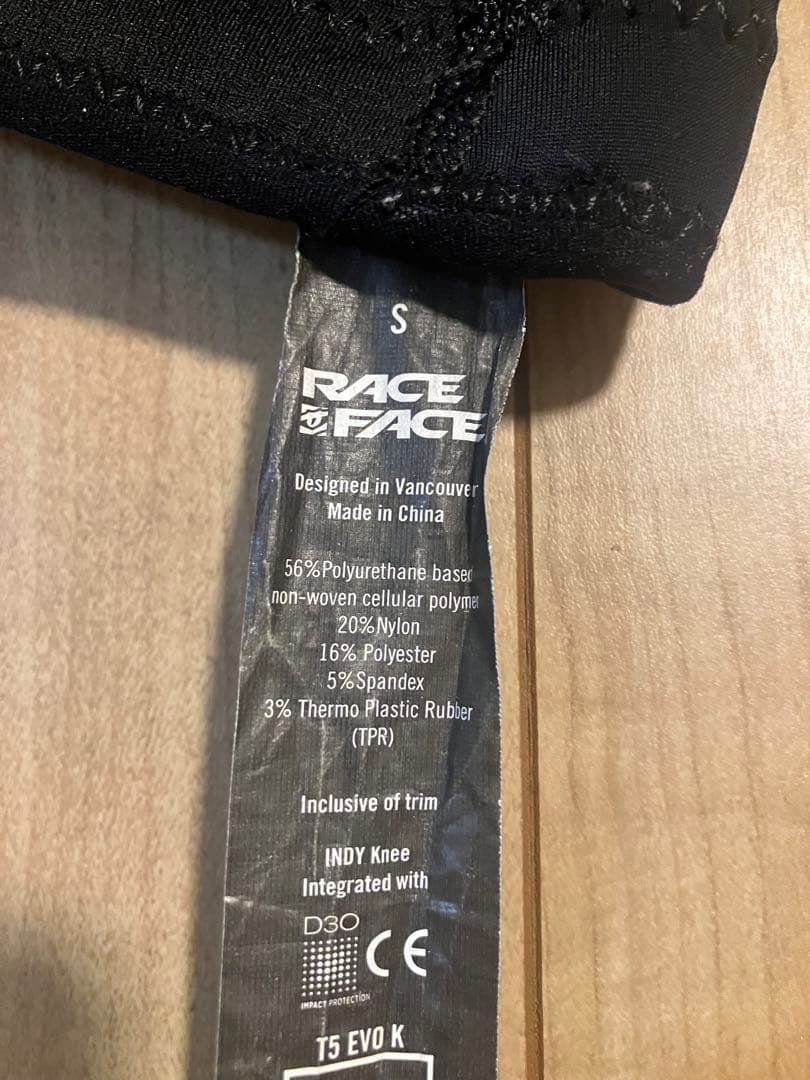 S
RACE
FACE
Designed in Vancouver
Made in China
56%Polyurethane based
non-woven cellular polymer
20%Nylon
16% Polyester
5%Spandex
3% Thermo Plastic Rubber
(TPR)
Inclusive of trim
INDY Knee
Integrated with
D3O
CE
IMPACT PROTECTION
T5 EVO K